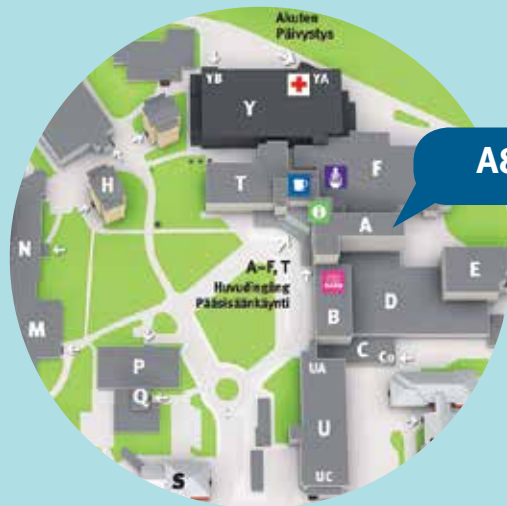 Akuten
Päivystys
YB
YA
Y
T
F
H
A8
A
N
A–F, T
Huvudingång
Pääsisäänkäynti
E
D
B
M
C
Co
P
UA
Q
U
S
UC